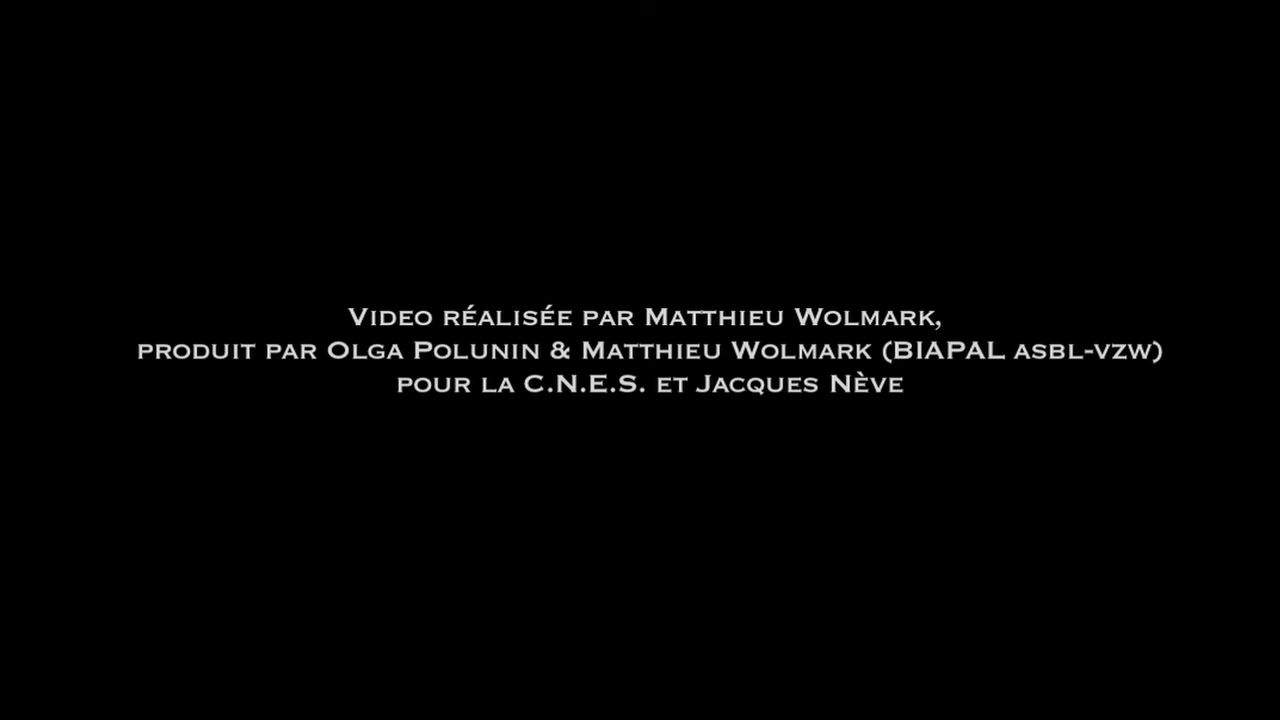 Video réalisée par Matthieu Wolmark,
produit par Olga Polunin & Matthieu Wolmark (BIAPAL asbl-vzw)
pour la C.N.E.S. et Jacques Nève